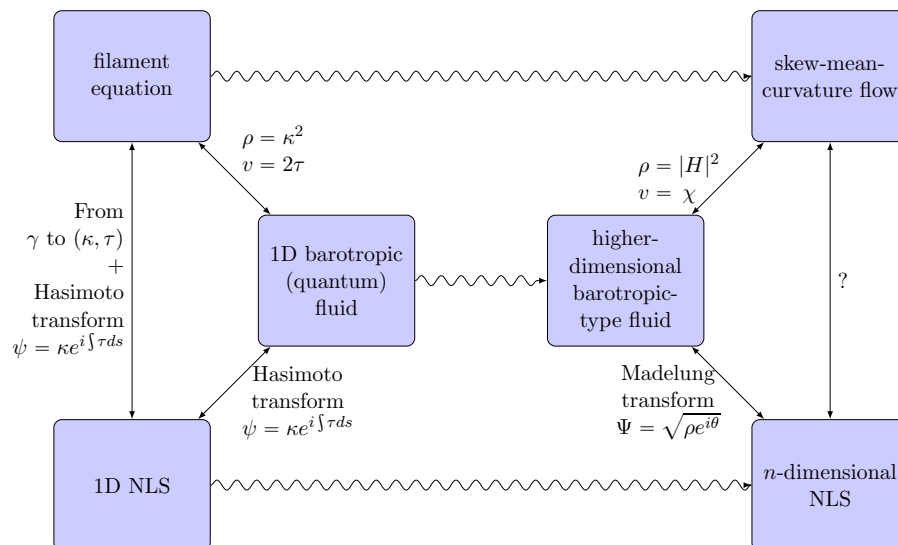 filament
equation
skew-mean-
curvature flow
ρ = κ²
v = 2τ
ρ = |H|²
v = χ
From
γ to (κ, τ)
+
Hasimoto
transform
ψ = κe^{i∫τds}
1D barotropic
(quantum)
fluid
higher-
dimensional
barotropic-
type fluid
?
Hasimoto
transform
ψ = κe^{i∫τds}
Madelung
transform
Ψ = √(ρe^{iθ})
1D NLS
n-dimensional
NLS